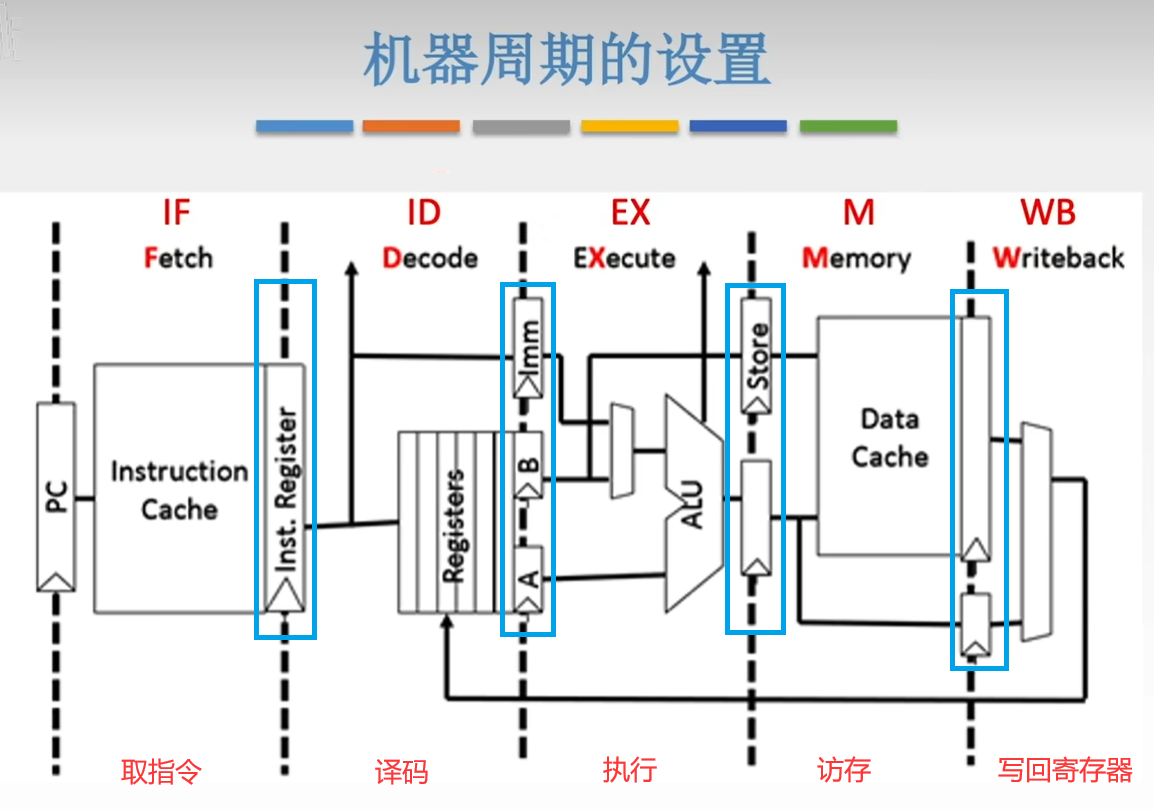 机器周期的设置
IF
ID
EX
M
WB
Fetch
Decode
EXecute
Memory
Writeback
PC
Instruction
Cache
Inst. Register
Registers
Imm
B
A
ALU
Store
Data
Cache
取指令
译码
执行
访存
写回寄存器